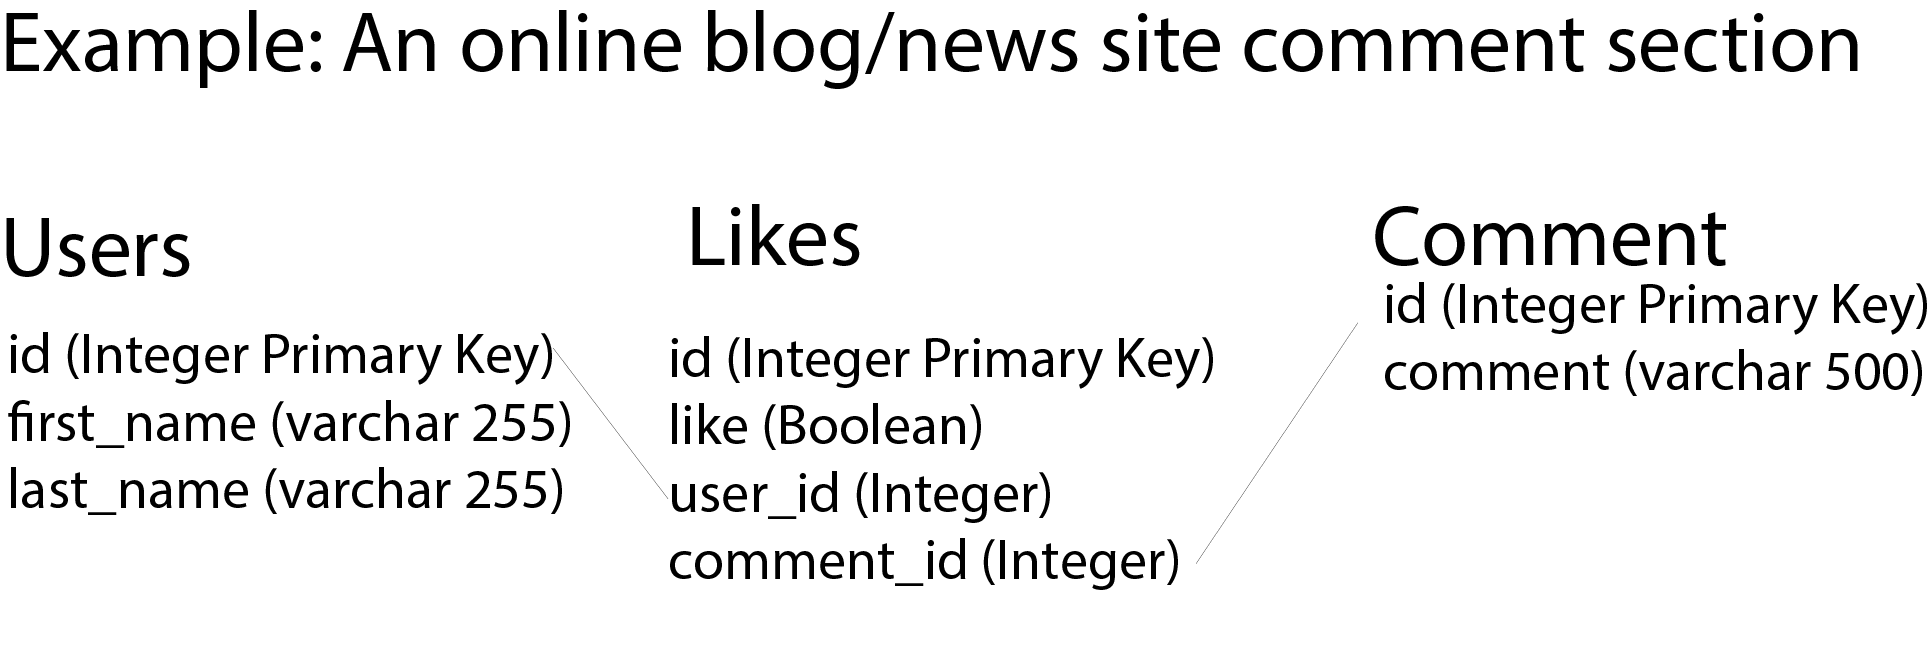 Example: An online blog/news site comment section
Users
id (Integer Primary Key)
first_name (varchar 255)
last_name (varchar 255)
Likes
id (Integer Primary Key)
like (Boolean)
user_id (Integer)
comment_id (Integer)
Comment
id (Integer Primary Key)
comment (varchar 500)